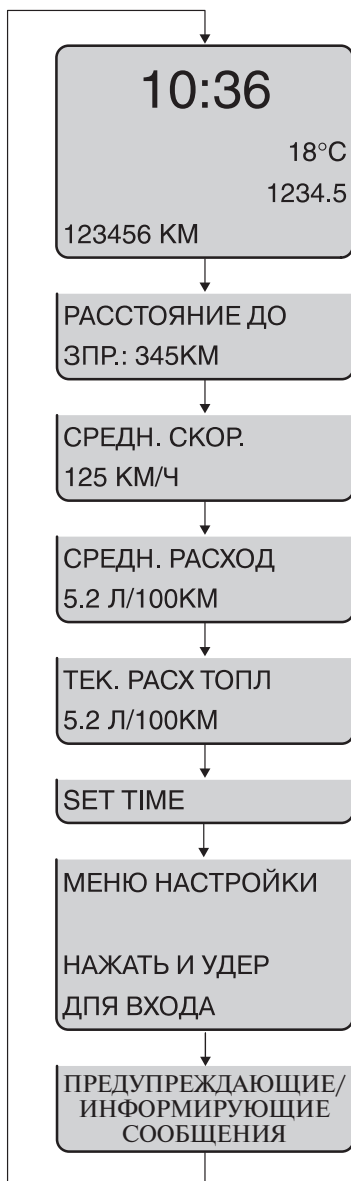 10:36
18°C
1234.5
123456 КМ
РАССТОЯНИЕ ДО
ЗПР.: 345КМ
СРЕДН. СКОР.
125 КМ/Ч
СРЕДН. РАСХОД
5.2 Л/100КМ
ТЕК. РАСХ ТОПЛ
5.2 Л/100КМ
SET TIME
МЕНЮ НАСТРОЙКИ
НАЖАТЬ И УДЕР
ДПЯ ВХОДА
ПРЕДУПРЕЖДАЮЩИЕ/
ИНФОРМИРУЮЩИЕ
СООБЩЕНИЯ